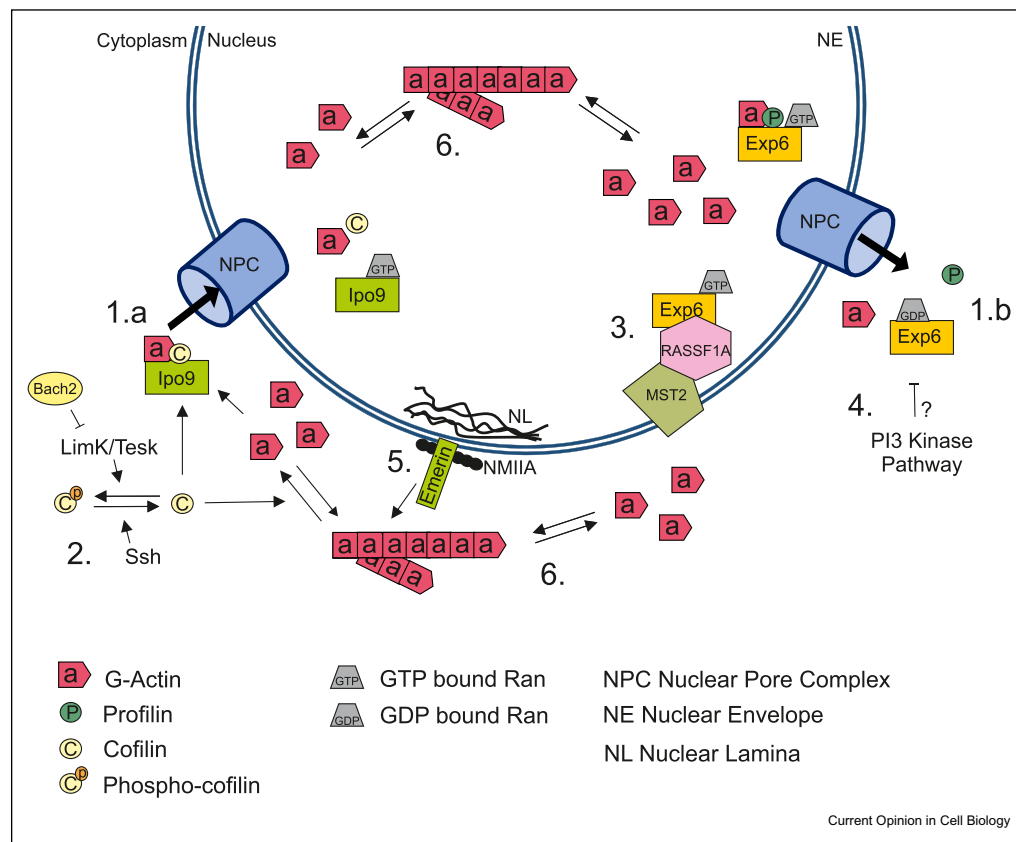 Cytoplasm Nucleus
NE
a a a a a a a
a a a
a
a
6.
a
P
GTP
Exp6
a
a
a
a
NPC
NPC
a
C
GTP
Ipo9
1.a
a
C
Ipo9
GTP
Exp6
3.
RASSF1A
MST2
P
1.b
a
GDP
Exp6
4.
?
PI3 Kinase
Pathway
Bach2
LimK/Tesk
C
p
C
2.
Ssh
a
a
a
NL
5.
NMIIA
Emerin
a a a a a a a
a a a
6.
a
a
a
a G-Actin
P Profilin
C Cofilin
C p Phospho-cofilin
GTP GTP bound Ran
GDP GDP bound Ran
NPC Nuclear Pore Complex
NE Nuclear Envelope
NL Nuclear Lamina
Current Opinion in Cell Biology